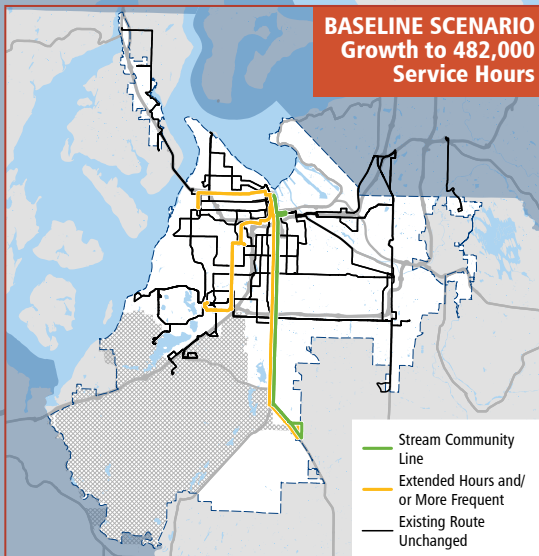 BASELINE SCENARIO
Growth to 482,000
Service Hours
Stream Community
Line
Extended Hours and/
or More Frequent
Existing Route
Unchanged